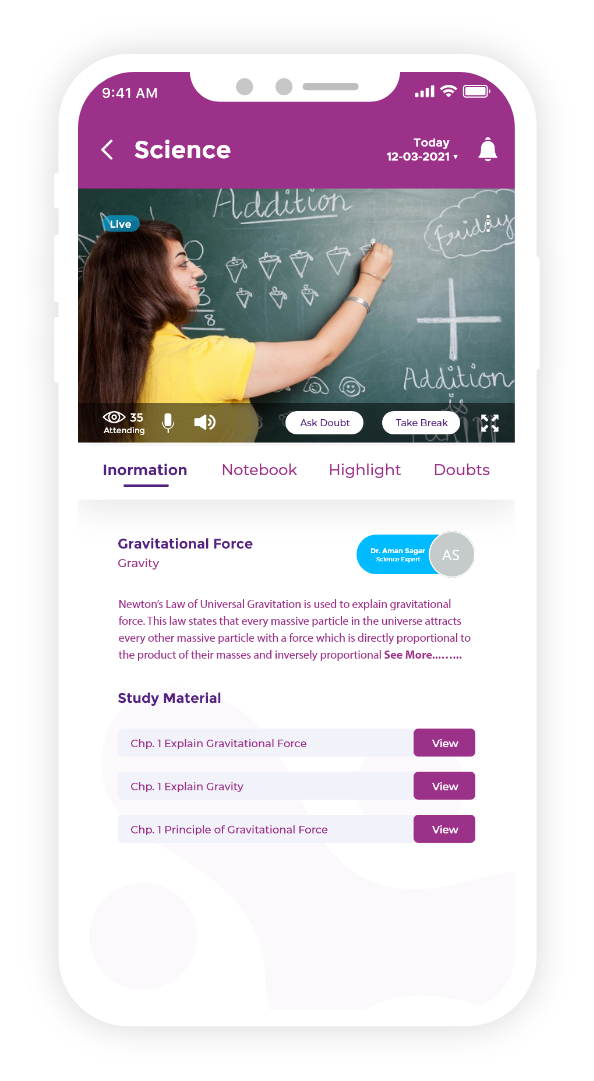 9:41 AM
Science
Today
12-03-2021
Addition
Live
Friday
8
Addition
is
35
Attending
Ask Doubt
Take Break
Inormation
Notebook
Highlight
Doubts
Gravitational Force
Gravity
Dr. Aman Sagar
Science Expert
AS
Newton's Law of Universal Gravitation is used to explain gravitational
force. This law states that every massive particle in the universe attracts
every other massive particle with a force which is directly proportional to
the product of their masses and inversely proportional See More.........
Study Material
Chp. 1 Explain Gravitational Force
View
Chp. 1 Explain Gravity
View
Chp. 1 Principle of Gravitational Force
View